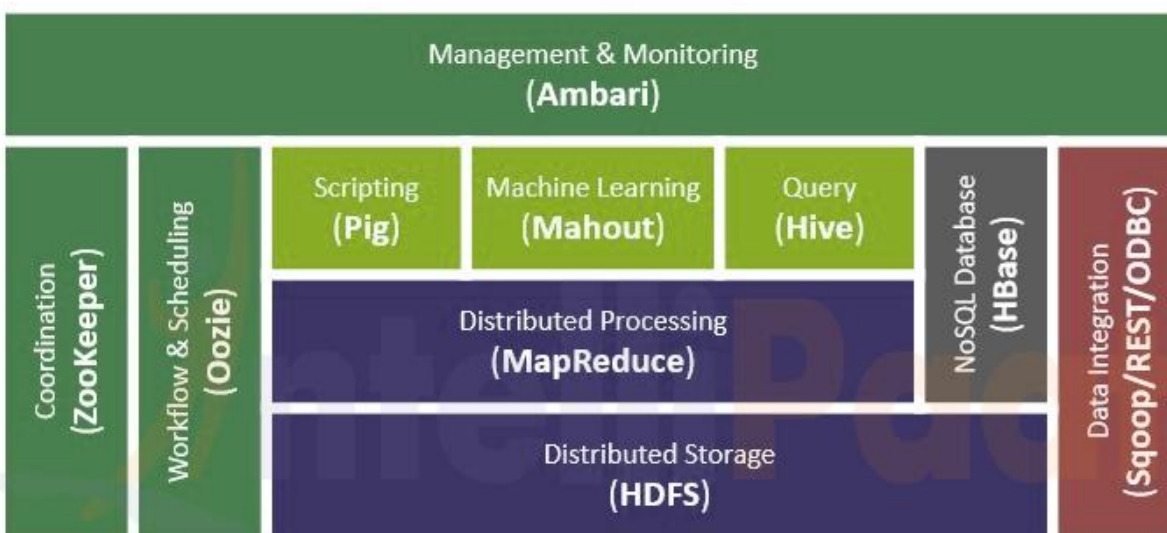 Management & Monitoring
(Ambari)
Coordination
(ZooKeeper)
Workflow & Scheduling
(Oozie)
Scripting
(Pig)
Machine Learning
(Mahout)
Query
(Hive)
NoSQL Database
(HBase)
Data Integration
(Sqoop/REST/ODBC)
Distributed Processing
(MapReduce)
Distributed Storage
(HDFS)